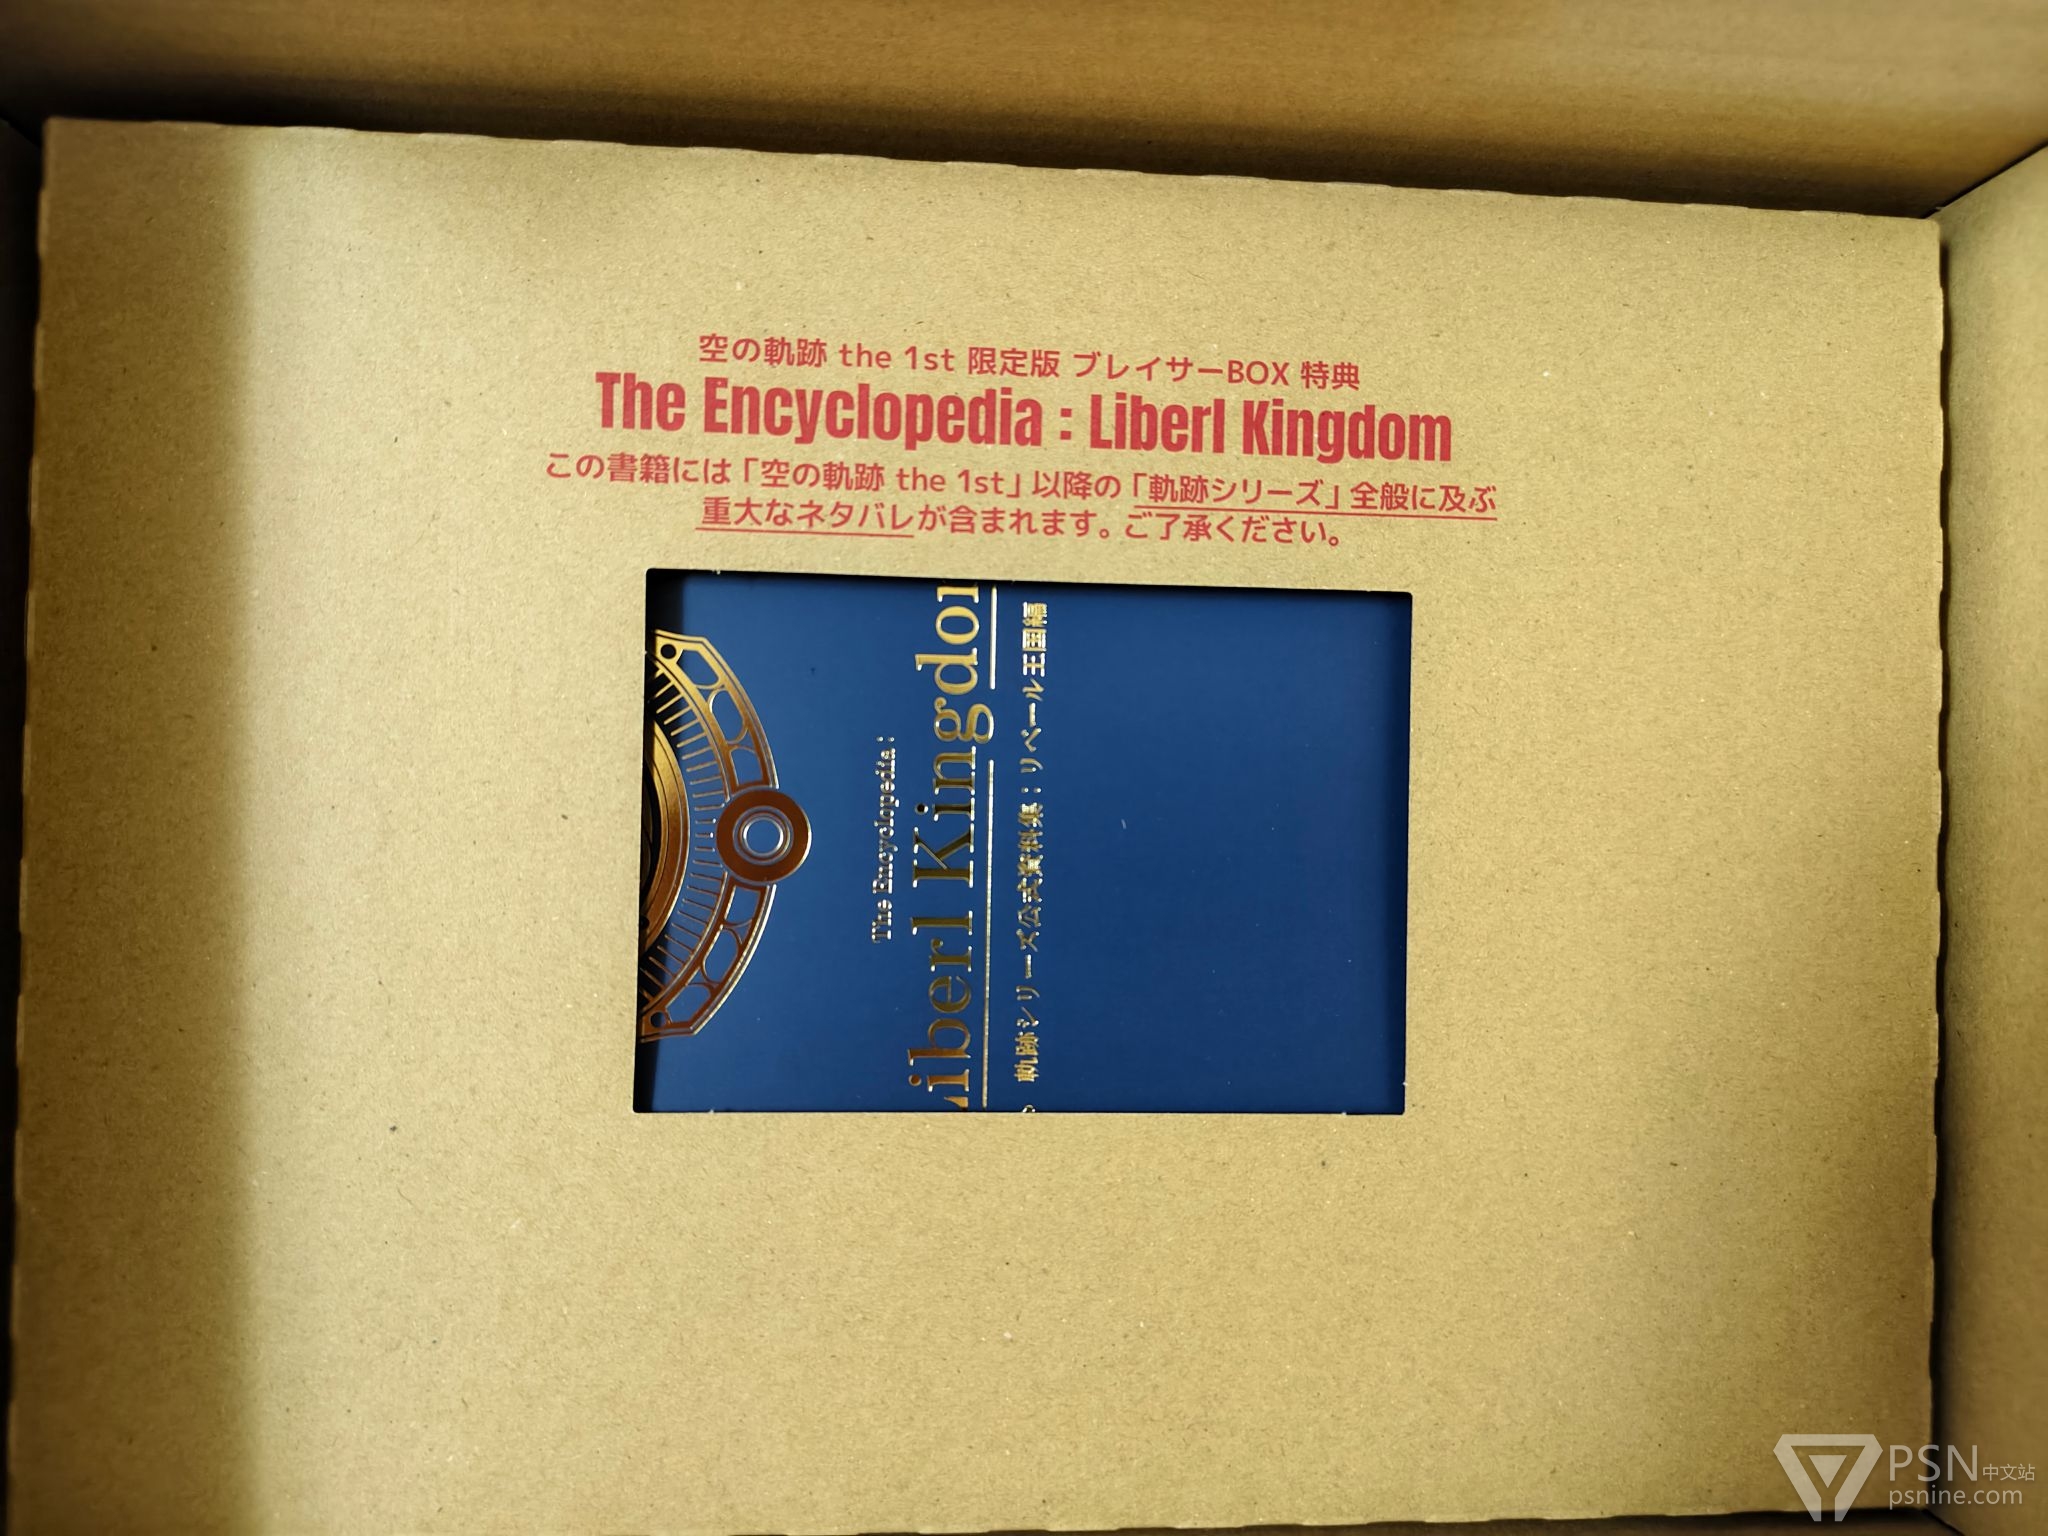 空の軌跡 the 1st 限定版 ブレイサーBOX 特典
The Encyclopedia : Liberl Kingdom
この書籍には「空の軌跡 the 1st」以降の「軌跡シリーズ」全般に及ぶ
重大なネタバレが含まれます。ご了承ください。
The Encyclopedia :
Liberl Kingdom
軌跡シリーズ公式資料集：リベール王国編
PSN中文站
psnine.com